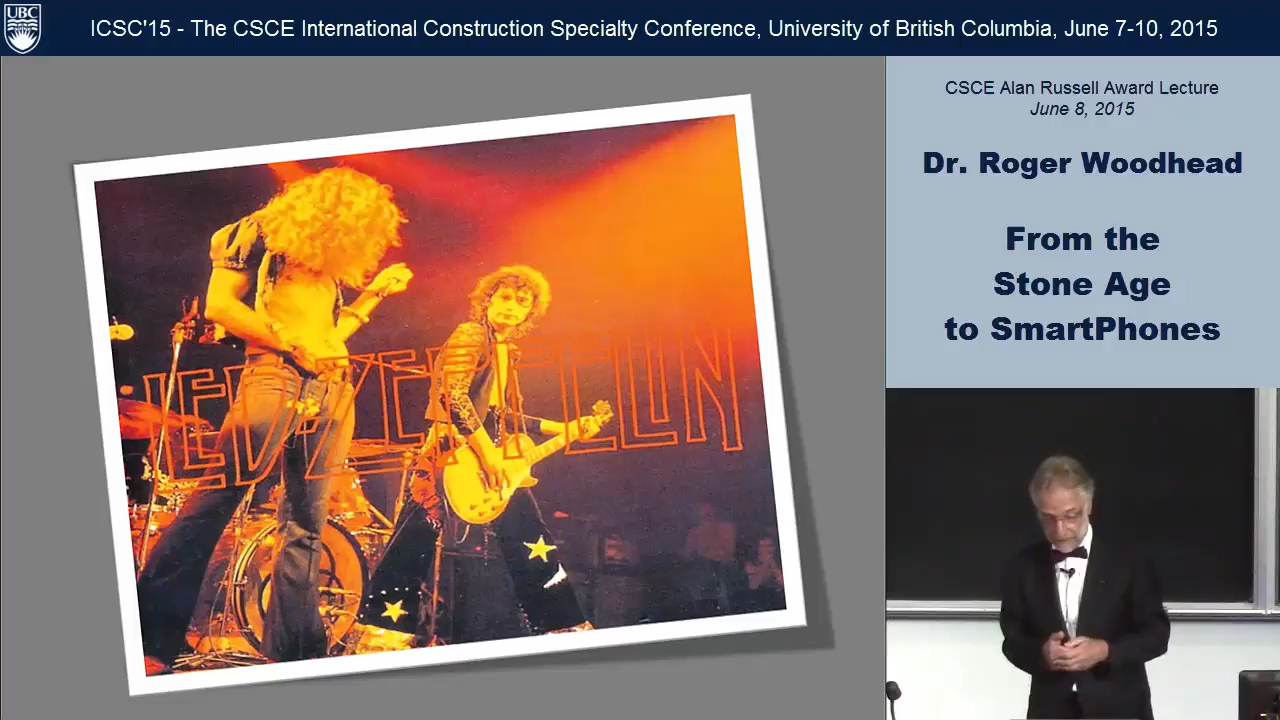 UBC
ICSC'15 - The CSCE International Construction Specialty Conference, University of British Columbia, June 7-10, 2015
LED ZEPPELIN
CSCE Alan Russell Award Lecture
June 8, 2015
Dr. Roger Woodhead
From the
Stone Age
to SmartPhones